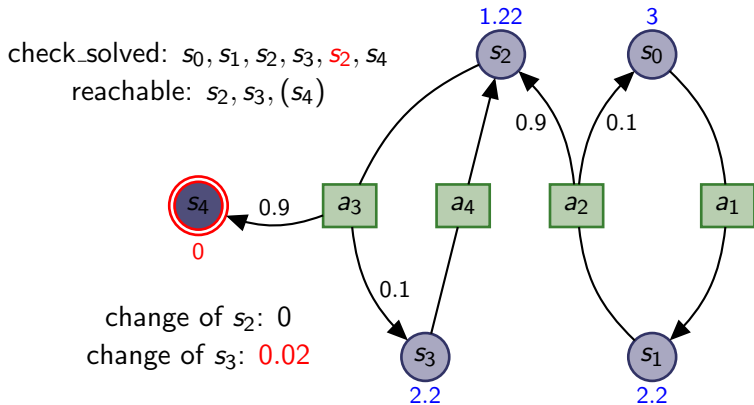 1.22
3
check_solved: s₀, s₁, s₂, s₃, s₂, s₄
s₂
s₀
reachable: s₂, s₃, (s₄)
0.9
0.1
s₄
0.9
a₃
a₄
a₂
a₁
0
0.1
change of s₂: 0
change of s₃: 0.02
s₃
s₁
2.2
2.2